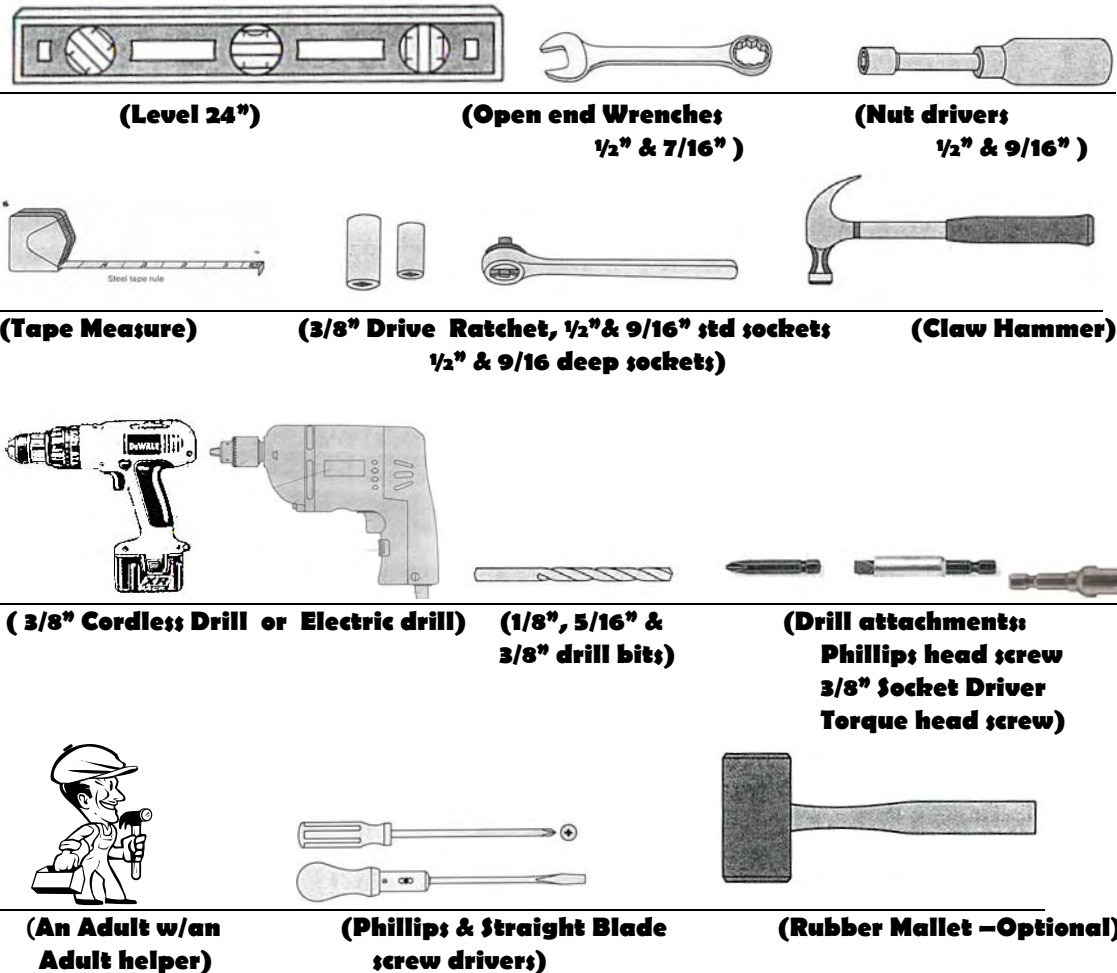 (Level 24”)
(Open end Wrenches
½” & 7/16” )
(Nut drivers
½” & 9/16” )
Steel tape rule
(Tape Measure)
(3/8” Drive Ratchet, ½”& 9/16” std sockets
½” & 9/16 deep sockets)
(Claw Hammer)
DEWALT
XR
( 3/8” Cordless Drill or Electric drill)
(1/8”, 5/16” &
3/8” drill bits)
(Drill attachments:
Phillips head screw
3/8” Socket Driver
Torque head screw)
(An Adult w/an
Adult helper)
(Phillips & Straight Blade
screw drivers)
(Rubber Mallet –Optional)